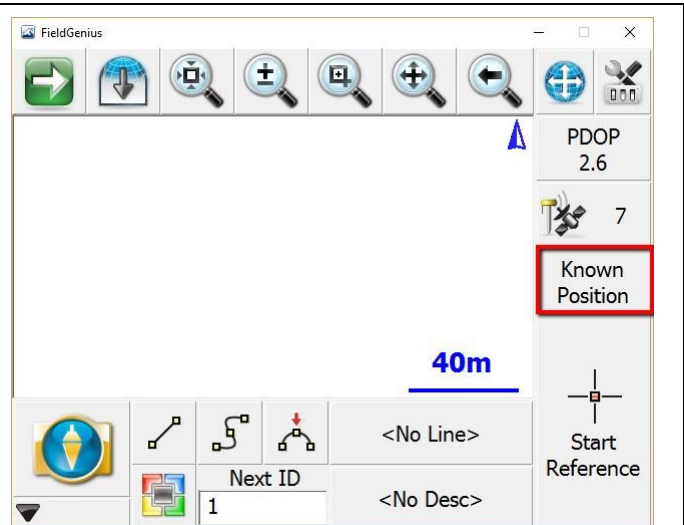 FieldGenius
PDOP
2.6
7
Known
Position
40m
<No Line>
Start
Reference
Next ID
1
<No Desc>